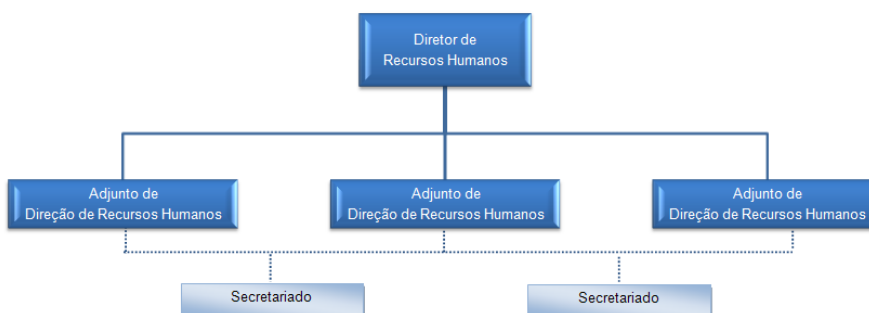 Diretor de
Recursos Humanos
Adjunto de
Direção de Recursos Humanos
Adjunto de
Direção de Recursos Humanos
Adjunto de
Direção de Recursos Humanos
Secretariado
Secretariado